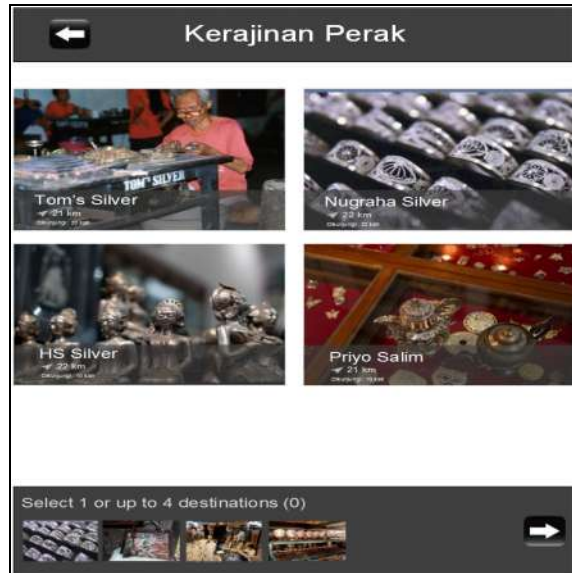 Kerajinan Perak
TOM'S SILVER
Tom's Silver
21 km
Nugraha Silver
22 km
HS Silver
22 km
Priyo Salim
21 km
Select 1 or up to 4 destinations (0)